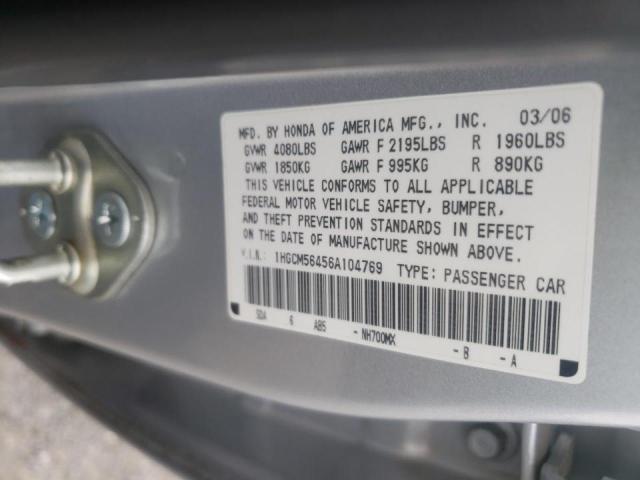 MFD. BY HONDA OF AMERICA MFG., INC. 03/06
GVWR 4080LBS GAWR F 2195LBS R 1960LBS
GVWR 1850KG GAWR F 995KG R 890KG
THIS VEHICLE CONFORMS TO ALL APPLICABLE
FEDERAL MOTOR VEHICLE SAFETY, BUMPER,
AND THEFT PREVENTION STANDARDS IN EFFECT
ON THE DATE OF MANUFACTURE SHOWN ABOVE.
V.I.N.: 1HGCM56456A104769 TYPE: PASSENGER CAR
SDA 6 AB5 -NH700MX -B -A